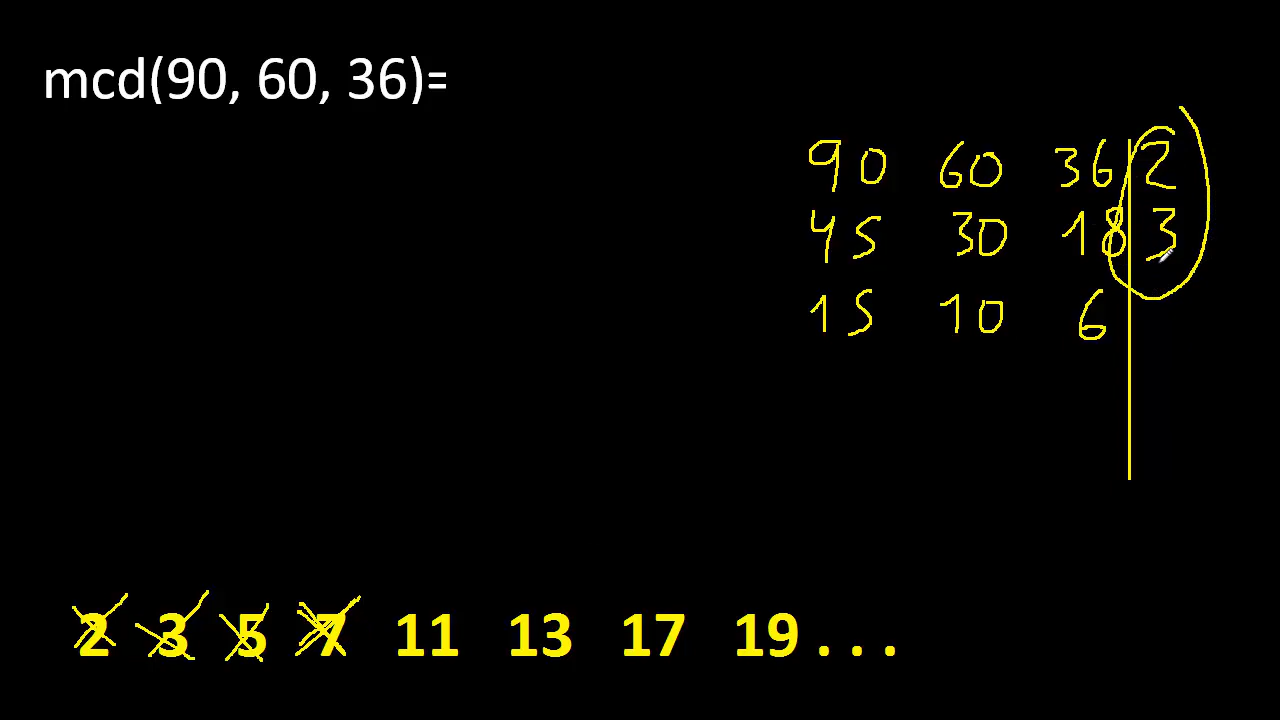 mcd(90, 60, 36)=
90 60 36 2
45 30 18 3
15 10 6
2 3 5 7 11 13 17 19 . . .